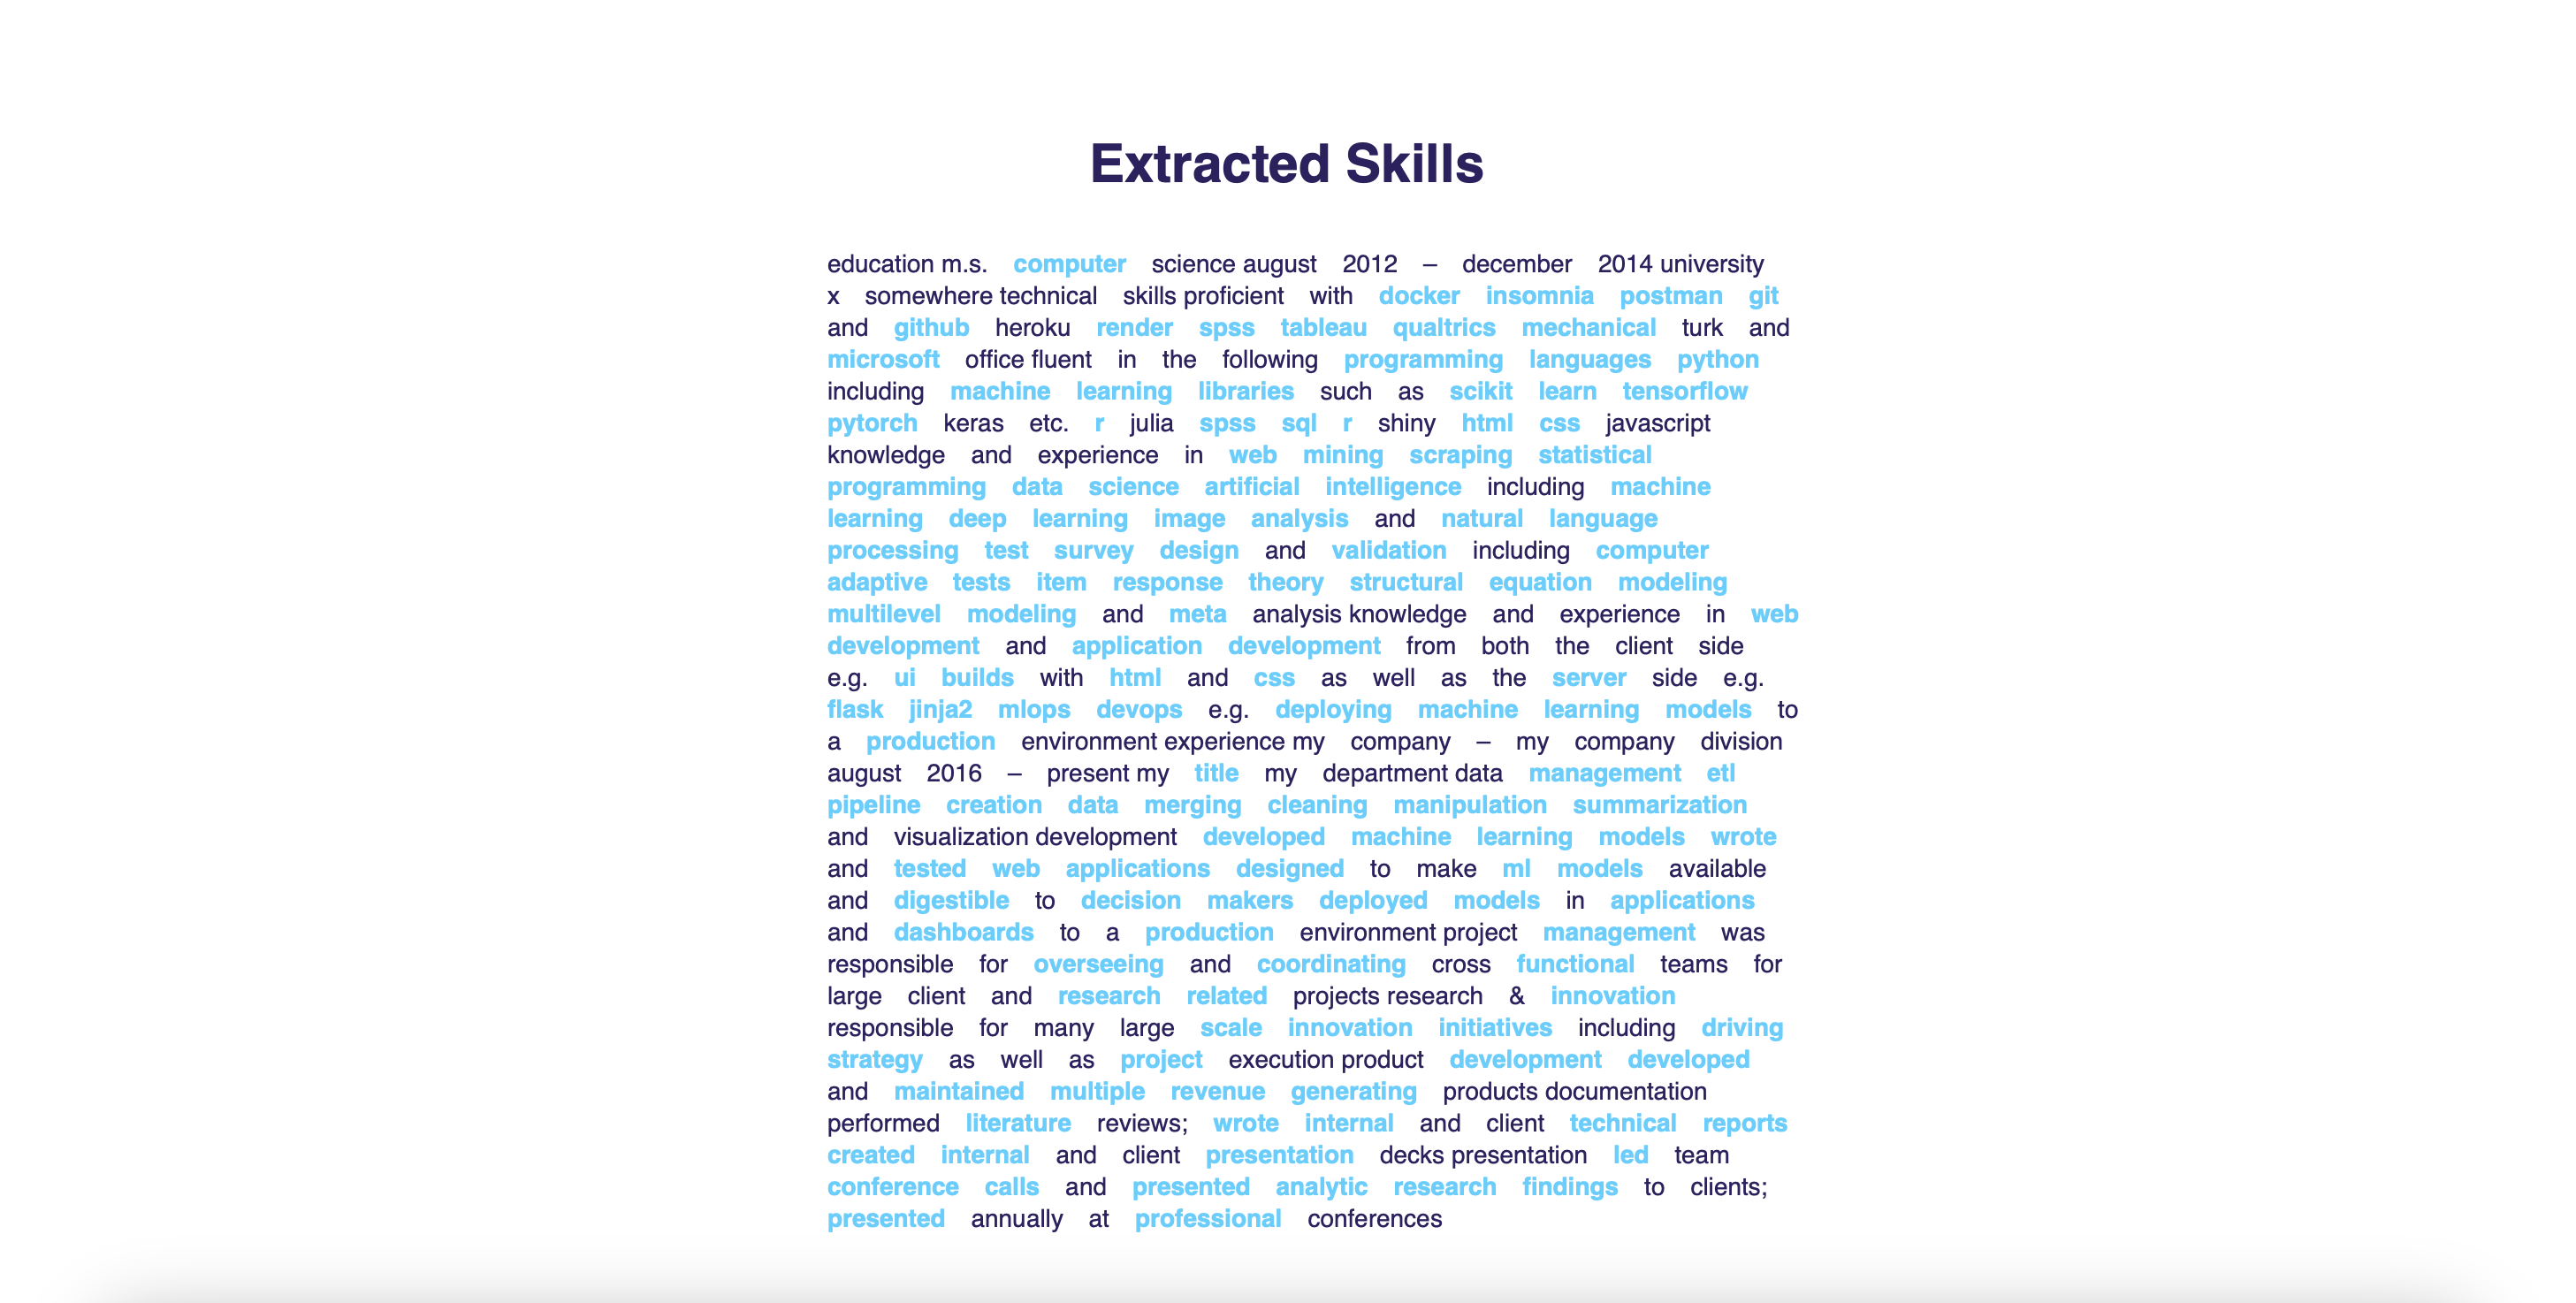 Extracted Skills
education m.s. computer science august 2012 – december 2014 university
x somewhere technical skills proficient with docker insomnia postman git
and github heroku render spss tableau qualtrics mechanical turk and
microsoft office fluent in the following programming languages python
including machine learning libraries such as scikit learn tensorflow
pytorch keras etc. r julia spss sql r shiny html css javascript
knowledge and experience in web mining scraping statistical
programming data science artificial intelligence including machine
learning deep learning image analysis and natural language
processing test survey design and validation including computer
adaptive tests item response theory structural equation modeling
multilevel modeling and meta analysis knowledge and experience in web
development and application development from both the client side
e.g. ui builds with html and css as well as the server side e.g.
flask jinja2 mlops devops e.g. deploying machine learning models to
a production environment experience my company – my company division
august 2016 – present my title my department data management etl
pipeline creation data merging cleaning manipulation summarization
and visualization development developed machine learning models wrote
and tested web applications designed to make ml models available
and digestible to decision makers deployed models in applications
and dashboards to a production environment project management was
responsible for overseeing and coordinating cross functional teams for
large client and research related projects research & innovation
responsible for many large scale innovation initiatives including driving
strategy as well as project execution product development developed
and maintained multiple revenue generating products documentation
performed literature reviews; wrote internal and client technical reports
created internal and client presentation decks presentation led team
conference calls and presented analytic research findings to clients;
presented annually at professional conferences